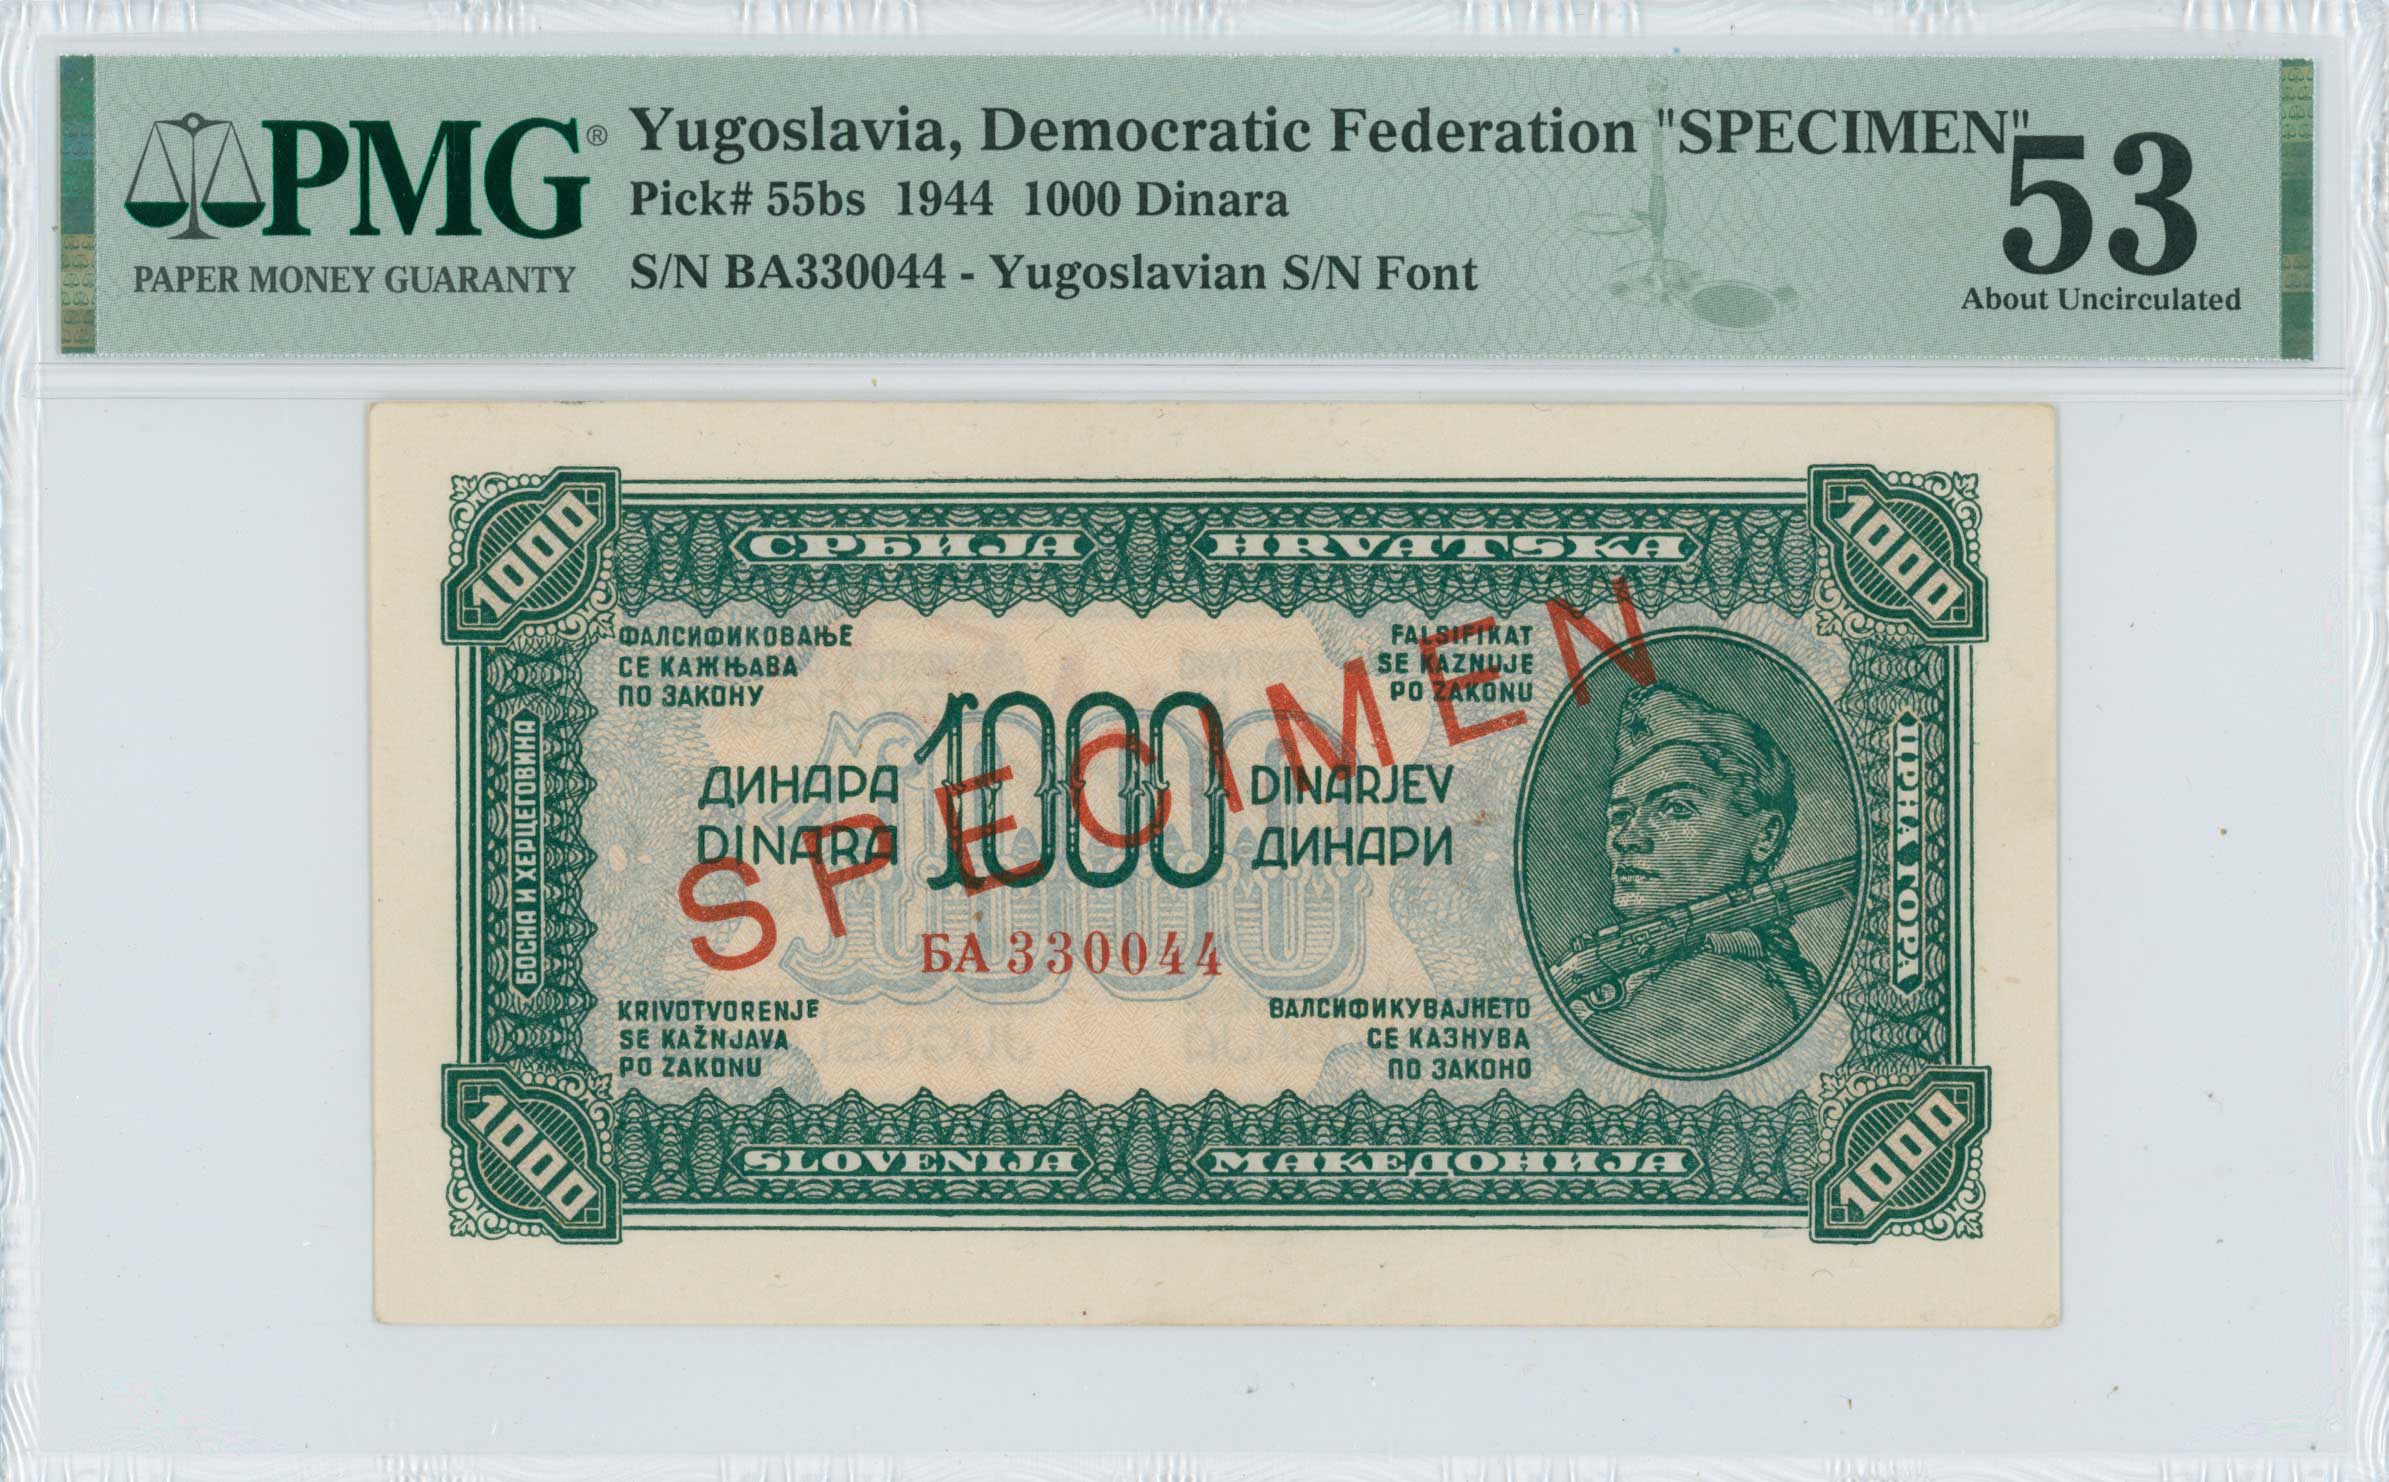 PMG®
PAPER MONEY GUARANTY
Yugoslavia, Democratic Federation "SPECIMEN"
Pick# 55bs 1944 1000 Dinara
S/N BA330044 - Yugoslavian S/N Font
53
About Uncirculated
1000
СРБИЈА
HRVATSKA
1000
ФАЛСИФИКОВАЊЕ
СЕ КАЖЊАВА
ПО ЗАКОНУ
FALSIFIKAT
SE KAZNUJE
PO ZAKONU
БОСНА И ХЕРЦЕГОВИНА
ДИНАРА
DINARA
1000
DINARJEV
ДИНАРИ
SPECIMEN
ЦРНА ГОРА
БА 330044
KRIVOTVORENJE
SE KAŽNJAVA
PO ZAKONU
ВАЛСИФИКУВАЈНЕТО
СЕ КАЗНУВА
ПО ЗАКОНО
1000
SLOVENIJA
МАКЕДОНИЈА
1000